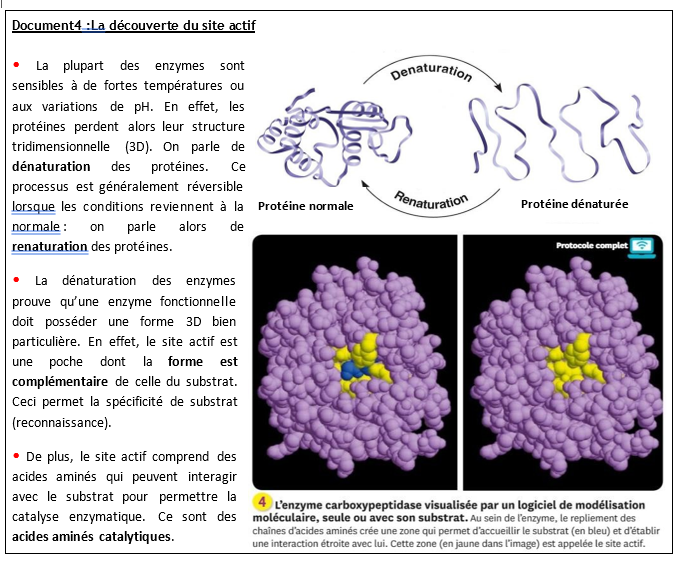 Document4 :La découverte du site actif
• La plupart des enzymes sont
sensibles à de fortes températures ou
aux variations de pH. En effet, les
protéines perdent alors leur structure
tridimensionnelle (3D). On parle de
dénaturation des protéines. Ce
processus est généralement réversible
lorsque les conditions reviennent à la
normale : on parle alors de
renaturation des protéines.
• La dénaturation des enzymes
prouve qu’une enzyme fonctionnelle
doit posséder une forme 3D bien
particulière. En effet, le site actif est
une poche dont la forme est
complémentaire de celle du substrat.
Ceci permet la spécificité de substrat
(reconnaissance).
• De plus, le site actif comprend des
acides aminés qui peuvent interagir
avec le substrat pour permettre la
catalyse enzymatique. Ce sont des
acides aminés catalytiques.
Denaturation
Renaturation
Protéine normale
Protéine dénaturée
Protocole complet
4 L’enzyme carboxypeptidase visualisée par un logiciel de modélisation
moléculaire, seule ou avec son substrat. Au sein de l’enzyme, le repliement des
chaînes d’acides aminés crée une zone qui permet d’accueillir le substrat (en bleu) et d’établir
une interaction étroite avec lui. Cette zone (en jaune dans l’image) est appelée le site actif.